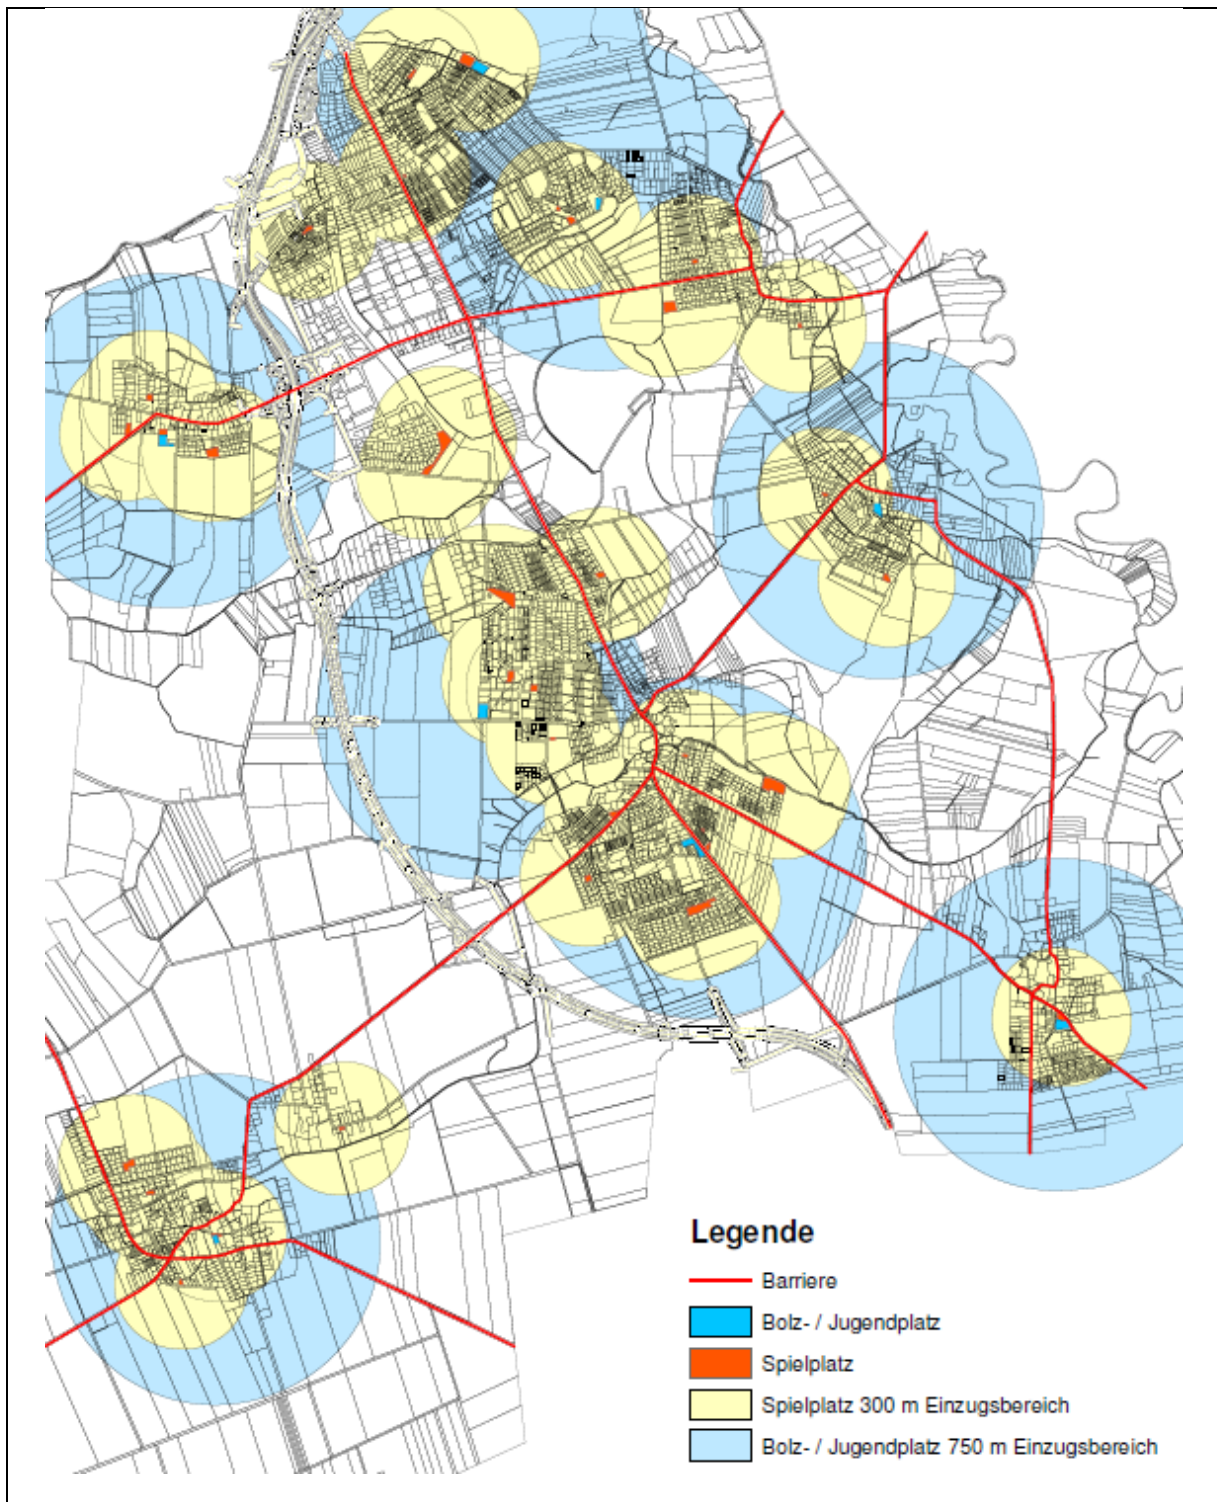 Legende
Barriere
Bolz- / Jugendplatz
Spielplatz
Spielplatz 300 m Einzugsbereich
Bolz- / Jugendplatz 750 m Einzugsbereich